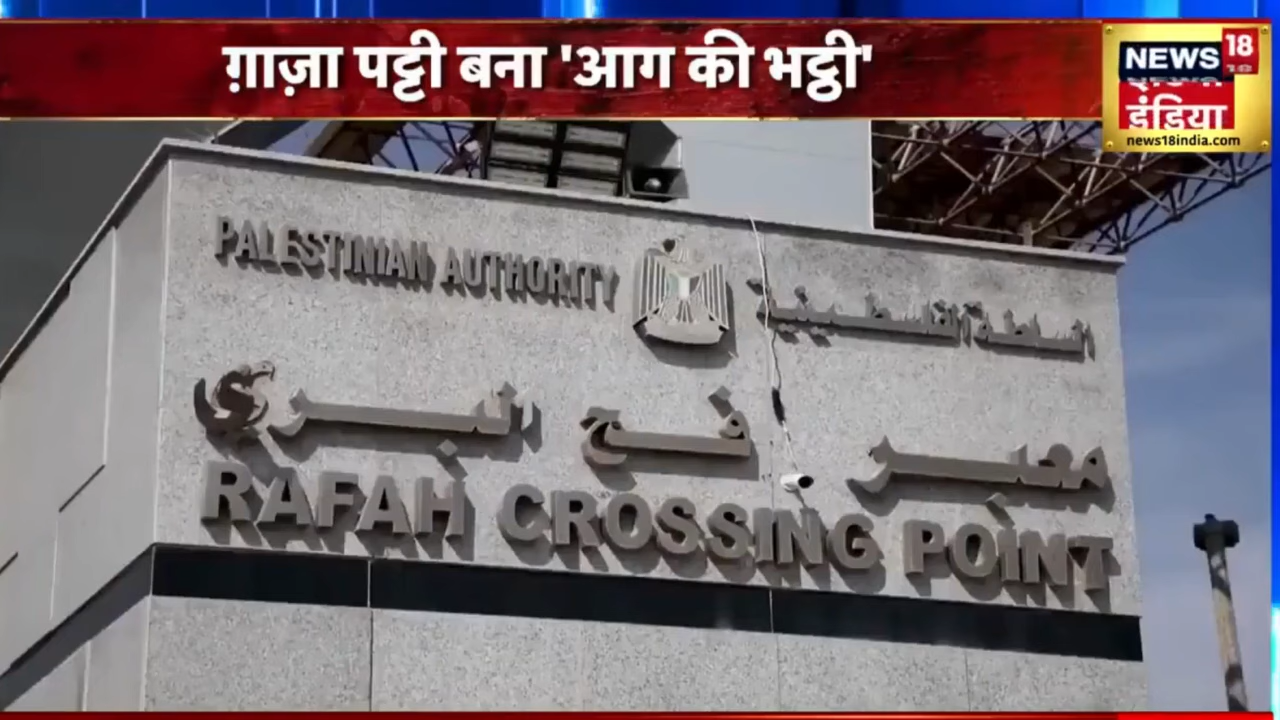 ग़ाज़ा पट्टी बना 'आग की भट्ठी'
NEWS 18
इंडिया
news18india.com
PALESTINIAN AUTHORITY
السلطة الفلسطينية
معبر رفح البري
RAFAH CROSSING POINT